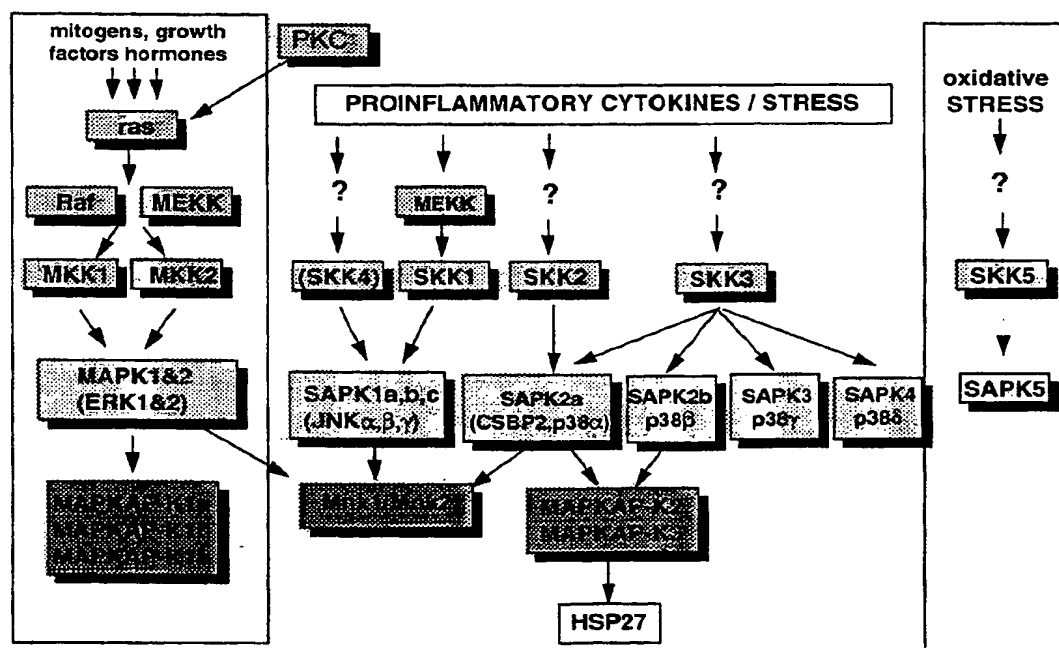 mitogens, growth
factors hormones
PKC
PROINFLAMMATORY CYTOKINES / STRESS
oxidative
STRESS
ras
?
?
?
?
Raf
MEKK
MEKK
MKK1
MKK2
(SKK4)
SKK1
SKK2
SKK3
SKK5
MAPK1&2
(ERK1&2)
SAPK1a,b,c
(JNKα,β,γ)
SAPK2a
(CSBP2,p38α)
SAPK2b
p38β
SAPK3
p38γ
SAPK4
p38δ
SAPK5
HSP27